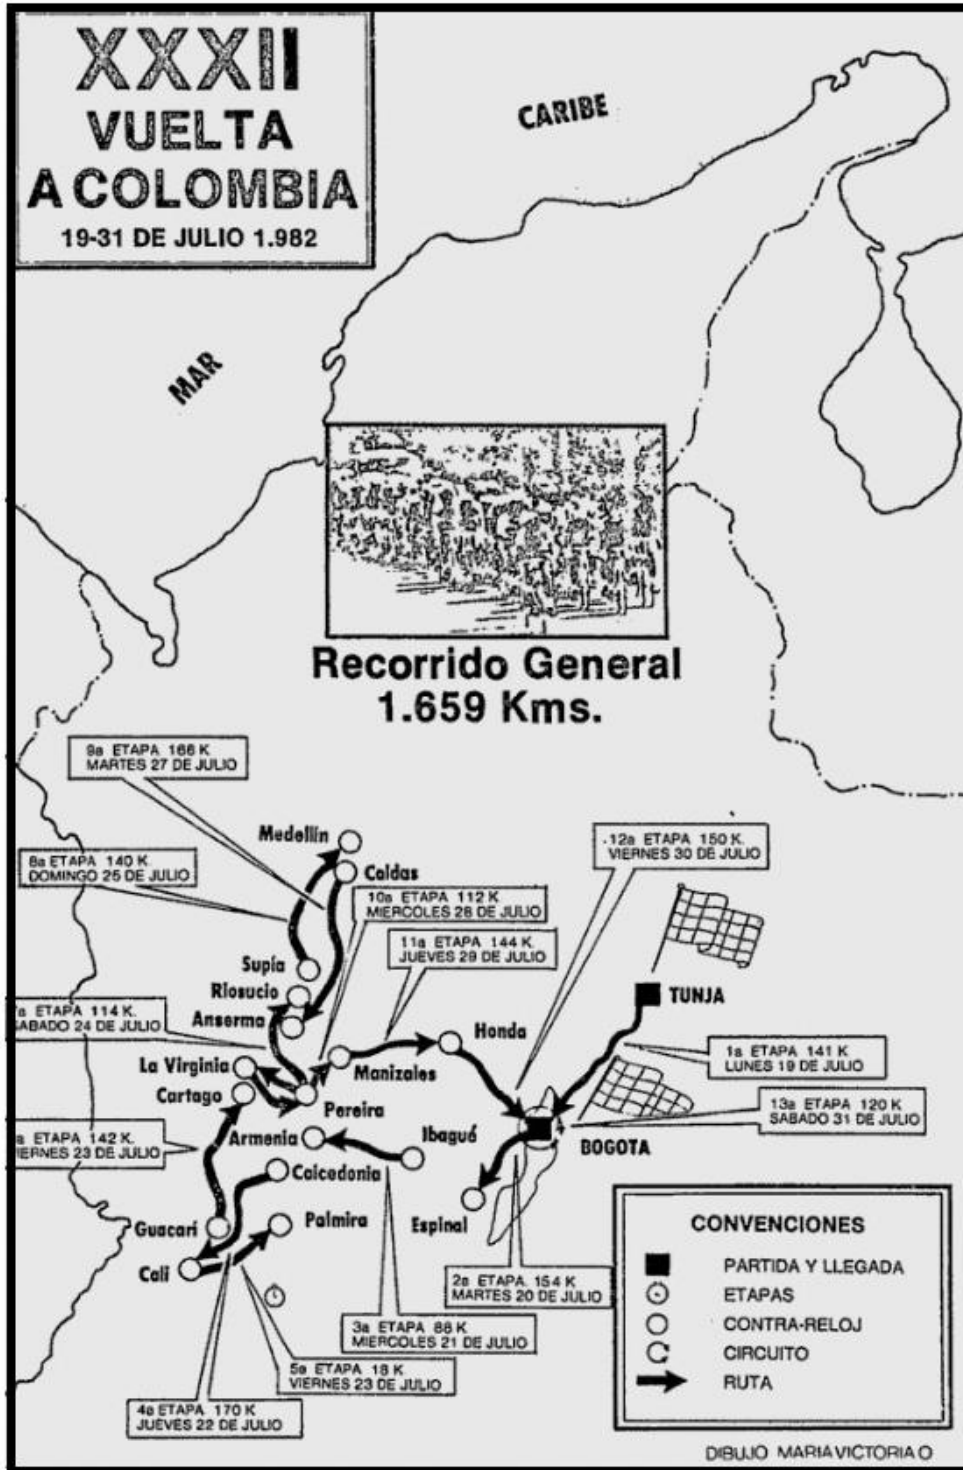 XXXII
VUELTA
A COLOMBIA
19-31 DE JULIO 1.982
CARIBE
MAR
Recorrido General
1.659 Kms.
9a ETAPA 166 K
MARTES 27 DE JULIO
Medellín
12a ETAPA 150 K
VIERNES 30 DE JULIO
8a ETAPA 140 K.
DOMINGO 25 DE JULIO
Caldas
10a ETAPA 112 K
MIERCOLES 28 DE JULIO
11a ETAPA 144 K.
JUEVES 29 DE JULIO
Supía
Riosucio
TUNJA
7a ETAPA 114 K.
SABADO 24 DE JULIO
Anserma
Honda
1a ETAPA 141 K
LUNES 19 DE JULIO
La Virginia
Manizales
Cartago
Pereira
13a ETAPA 120 K
SABADO 31 DE JULIO
a ETAPA 142 K.
IERNES 23 DE JULIO
Armenia
Ibagué
BOGOTA
Caicedonia
Espinal
Guacarí
Palmira
Cali
2a ETAPA. 154 K
MARTES 20 DE JULIO
3a ETAPA 88 K
MIERCOLES 21 DE JULIO
5a ETAPA 18 K
VIERNES 23 DE JULIO
4a ETAPA 170 K
JUEVES 22 DE JULIO
CONVENCIONES
PARTIDA Y LLEGADA
ETAPAS
CONTRA-RELOJ
CIRCUITO
RUTA
DIBUJO MARIA VICTORIA O